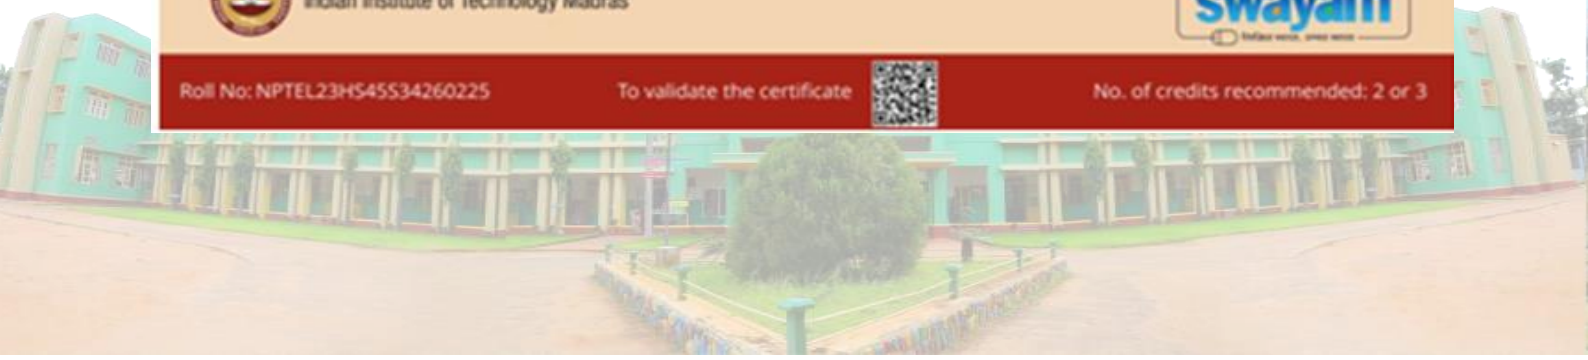 Indian Institute of Technology Madras
swayam
Roll No: NPTEL23HS45S34260225
To validate the certificate
No. of credits recommended: 2 or 3